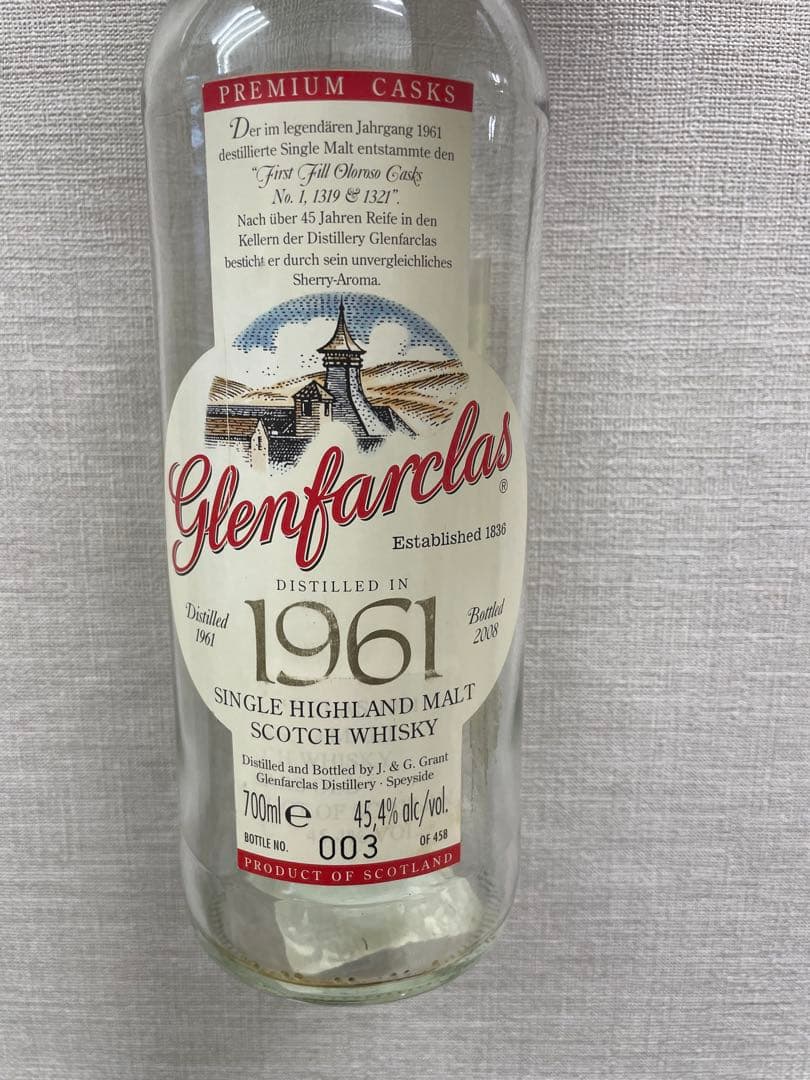 PREMIUM CASKS
Der im legendären Jahrgang 1961
destillierte Single Malt entstammte den
"First Fill Oloroso Casks
No. 1, 1319 & 1321".
Nach über 45 Jahren Reife in den
Kellern der Distillery Glenfarclas
besticht er durch sein unvergleichliches
Sherry-Aroma.
Glenfarclas®
Established 1836
DISTILLED IN
Distilled
1961
1961
Bottled
2008
SINGLE HIGHLAND MALT
SCOTCH WHISKY
Distilled and Bottled by J. & G. Grant
Glenfarclas Distillery · Speyside
700ml e 45,4% alc/vol.
BOTTLE NO. 003 OF 458
PRODUCT OF SCOTLAND